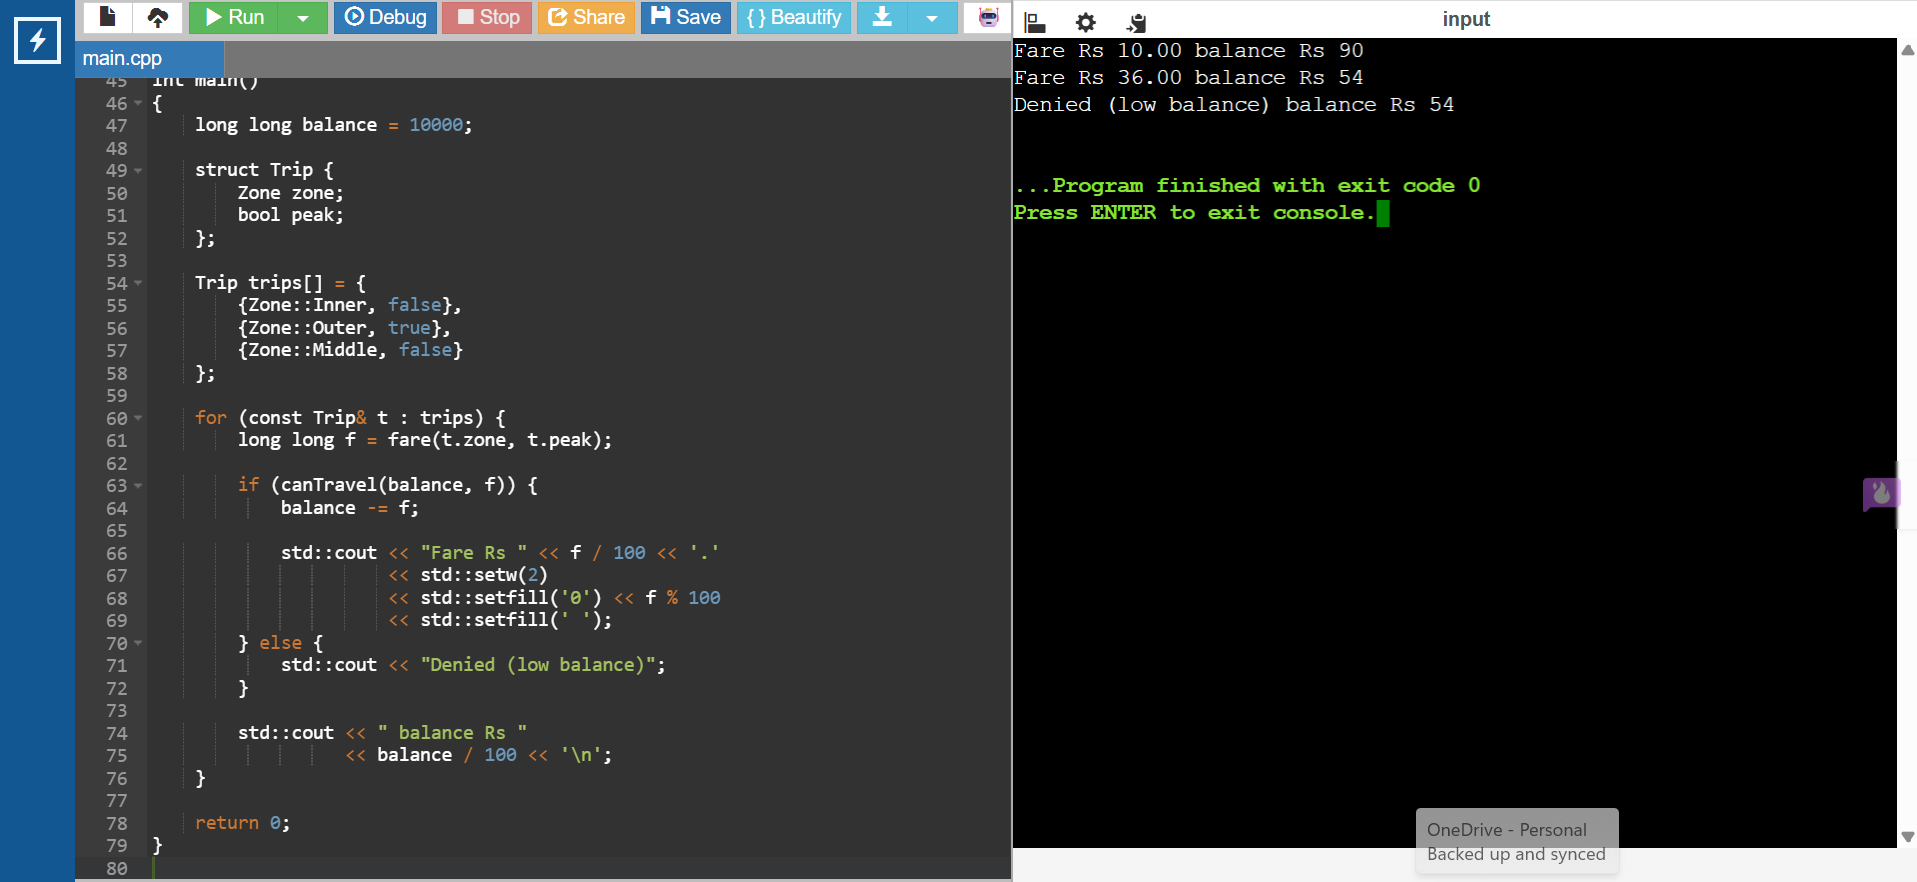 Run
Debug
Stop
Share
Save
{ } Beautify
input
main.cpp
45 int main()
46 {
47     long long balance = 10000;
48
49     struct Trip {
50         Zone zone;
51         bool peak;
52     };
53
54     Trip trips[] = {
55         {Zone::Inner, false},
56         {Zone::Outer, true},
57         {Zone::Middle, false}
58     };
59
60     for (const Trip& t : trips) {
61         long long f = fare(t.zone, t.peak);
62
63         if (canTravel(balance, f)) {
64             balance -= f;
65
66             std::cout << "Fare Rs " << f / 100 << '.'
67                       << std::setw(2)
68                       << std::setfill('0') << f % 100
69                       << std::setfill(' ');
70         } else {
71             std::cout << "Denied (low balance)";
72         }
73
74         std::cout << " balance Rs "
75                   << balance / 100 << '\n';
76     }
77
78     return 0;
79 }
80
Fare Rs 10.00 balance Rs 90
Fare Rs 36.00 balance Rs 54
Denied (low balance) balance Rs 54
...Program finished with exit code 0
Press ENTER to exit console.
OneDrive - Personal
Backed up and synced